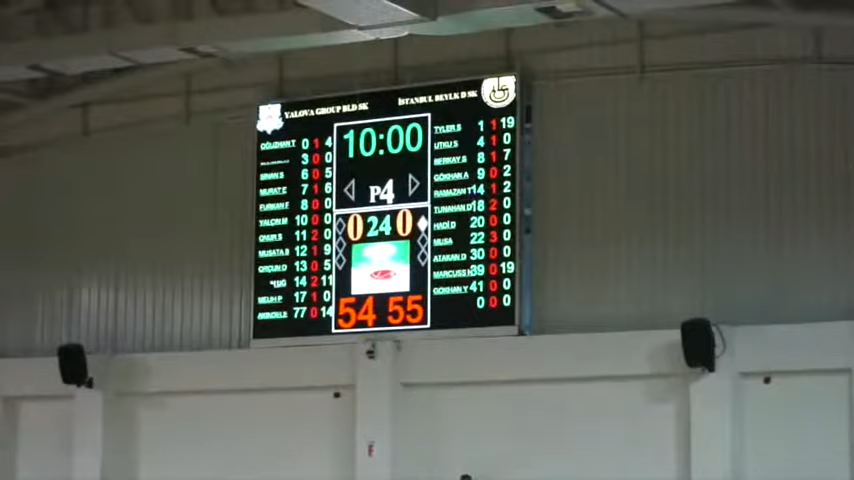 YALOVA GROUP BLD SK İSTANBUL BEYLK D SK
OĞUZHAN T 0 1 4
3 0 0
SİNAN S 6 0 5
MURAT E 7 1 6
FURKAN F 8 0 0
YALÇIN M 10 0 0
ONUR S 11 2 0
MUSATA B 12 1 9
ORÇUN D 13 0 5
14 2 11
MELİH P 17 1 0
77 0 14
10:00
P4
0 24 0
54 55
TYLER S 1 1 19
UTKU S 4 1 0
BERKAY S 8 1 7
GÖKHAN A 9 0 2
RAMAZAN T 14 1 2
TUNAHAN D 18 2 0
HADİ D 20 0 0
MUSA 22 3 0
ATAKAN D 30 0 0
MARCUSS N 39 0 19
GÖKHAN Y 41 0 0
0 0 0